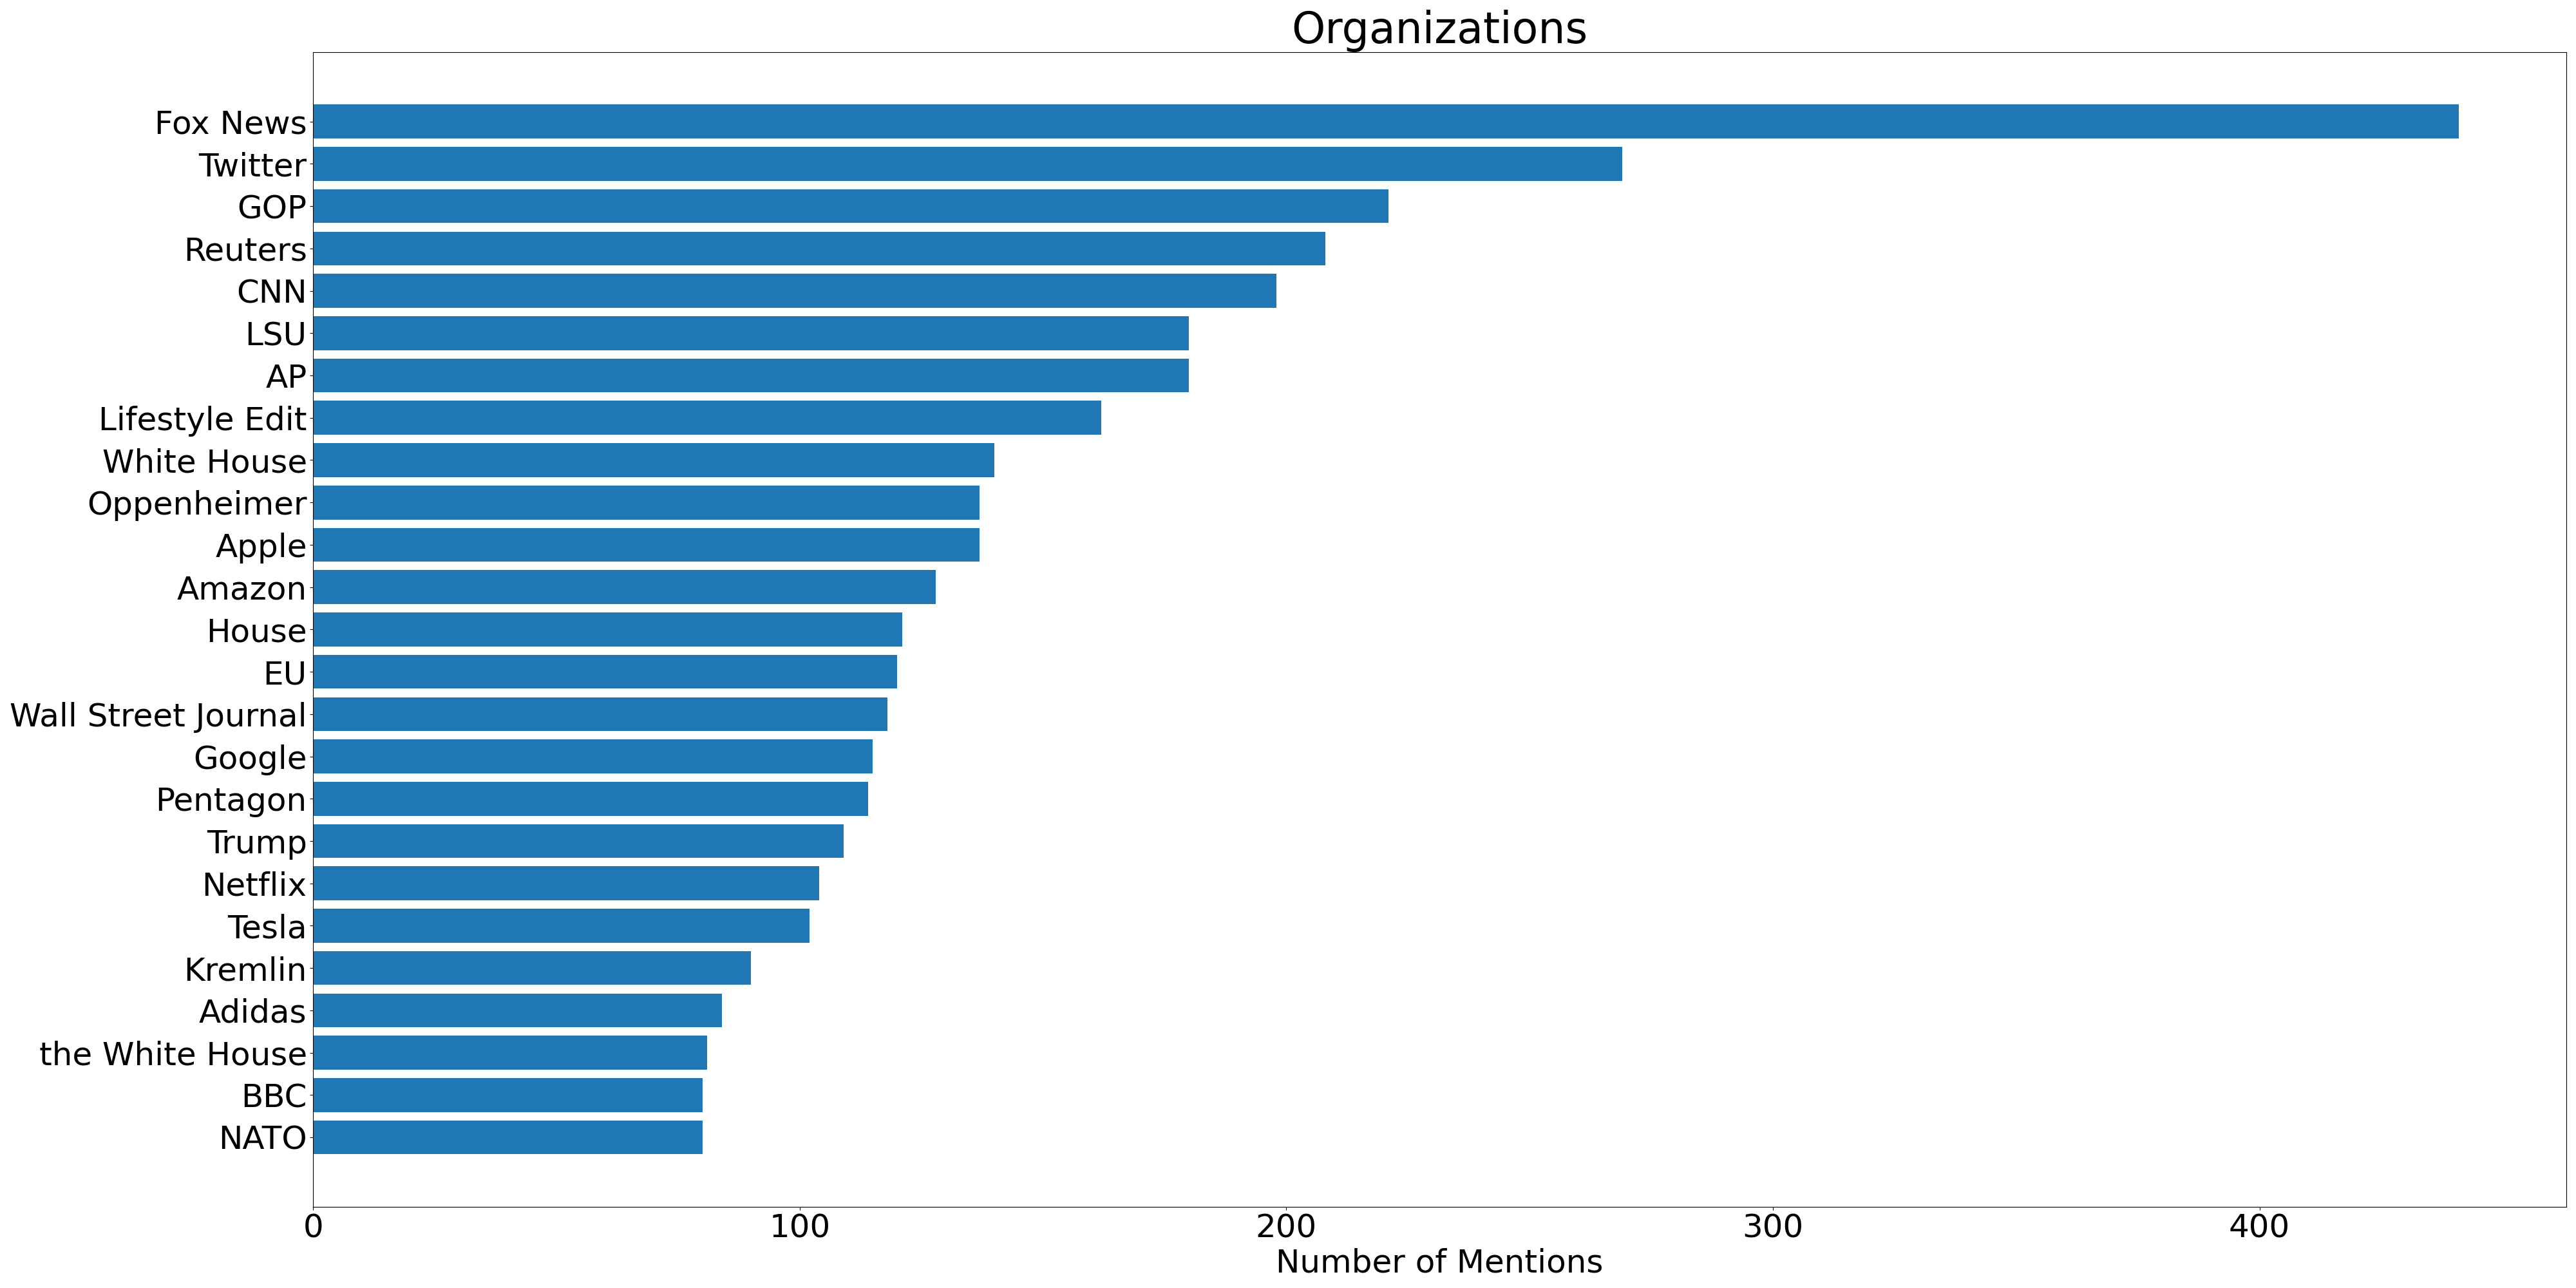 Organizations
Fox News
Twitter
GOP
Reuters
CNN
LSU
AP
Lifestyle Edit
White House
Oppenheimer
Apple
Amazon
House
EU
Wall Street Journal
Google
Pentagon
Trump
Netflix
Tesla
Kremlin
Adidas
the White House
BBC
NATO
0 100 200 300 400
Number of Mentions